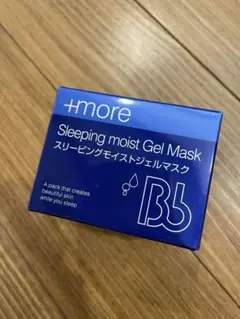 +more
Sleeping moist Gel Mask
スリーピングモイストジェルマスク
A pack that creates
beautiful skin
while you sleep
Bb